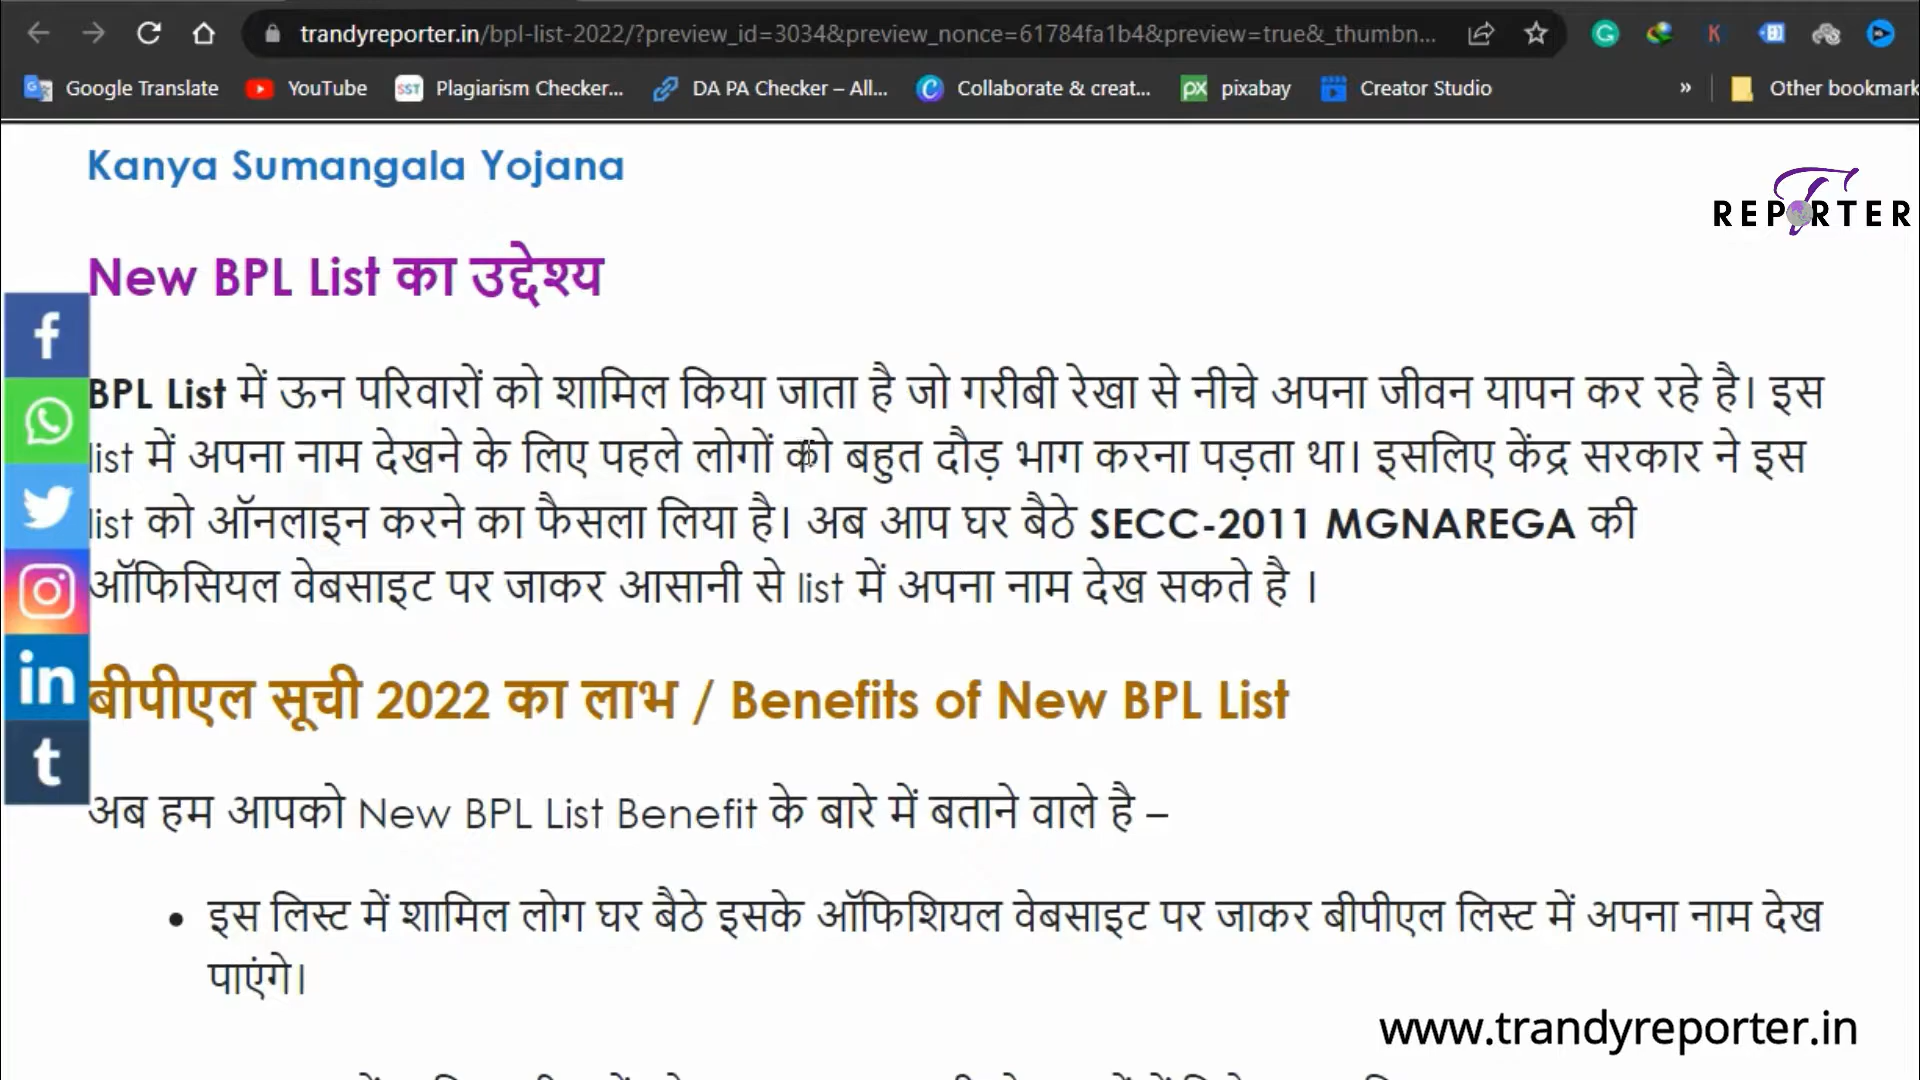 trandyreporter.in/bpl-list-2022/?preview_id=3034&preview_nonce=61784fa1b4&preview=true&_thumbn...
Google Translate YouTube SST Plagiarism Checker... DA PA Checker – All... Collaborate & creat... px pixabay Creator Studio » Other bookmark
Kanya Sumangala Yojana
REPORTER
New BPL List का उद्देश्य
BPL List में ऊन परिवारों को शामिल किया जाता है जो गरीबी रेखा से नीचे अपना जीवन यापन कर रहे है। इस
list में अपना नाम देखने के लिए पहले लोगों को बहुत दौड़ भाग करना पड़ता था। इसलिए केंद्र सरकार ने इस
list को ऑनलाइन करने का फैसला लिया है। अब आप घर बैठे SECC-2011 MGNAREGA की
ऑफिसियल वेबसाइट पर जाकर आसानी से list में अपना नाम देख सकते है ।
बीपीएल सूची 2022 का लाभ / Benefits of New BPL List
अब हम आपको New BPL List Benefit के बारे में बताने वाले है –
• इस लिस्ट में शामिल लोग घर बैठे इसके ऑफिशियल वेबसाइट पर जाकर बीपीएल लिस्ट में अपना नाम देख
पाएंगे।
www.trandyreporter.in